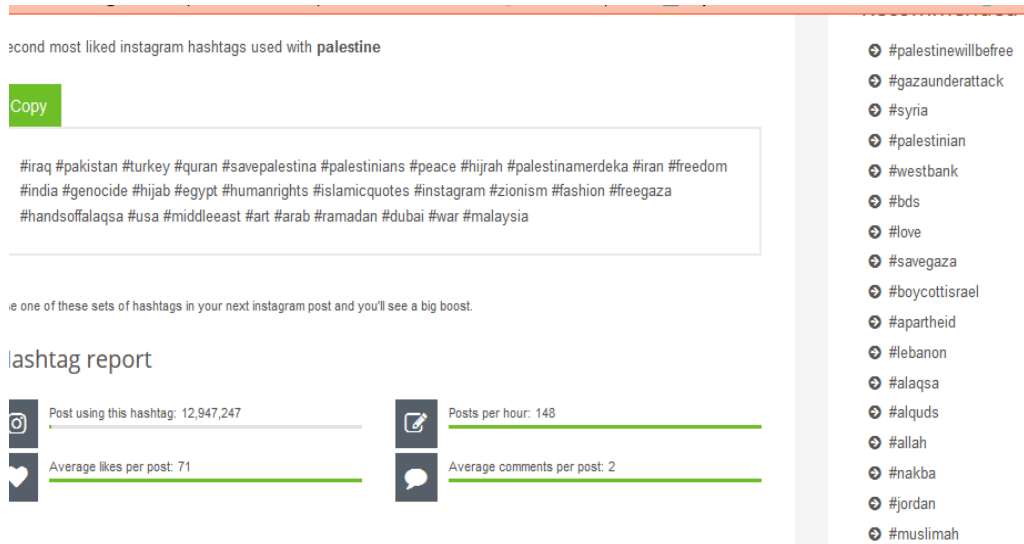 econd most liked instagram hashtags used with palestine
Copy
#iraq #pakistan #turkey #quran #savepalestina #palestinians #peace #hijrah #palestinamerdeka #iran #freedom
#india #genocide #hijab #egypt #humanrights #islamicquotes #instagram #zionism #fashion #freegaza
#handsoffalaqsa #usa #middleeast #art #arab #ramadan #dubai #war #malaysia
se one of these sets of hashtags in your next instagram post and you'll see a big boost.
lashtag report
Post using this hashtag: 12,947,247
Posts per hour: 148
Average likes per post: 71
Average comments per post: 2
#palestinewillbefree
#gazaunderattack
#syria
#palestinian
#westbank
#bds
#love
#savegaza
#boycottisrael
#apartheid
#lebanon
#alaqsa
#alquds
#allah
#nakba
#jordan
#muslimah